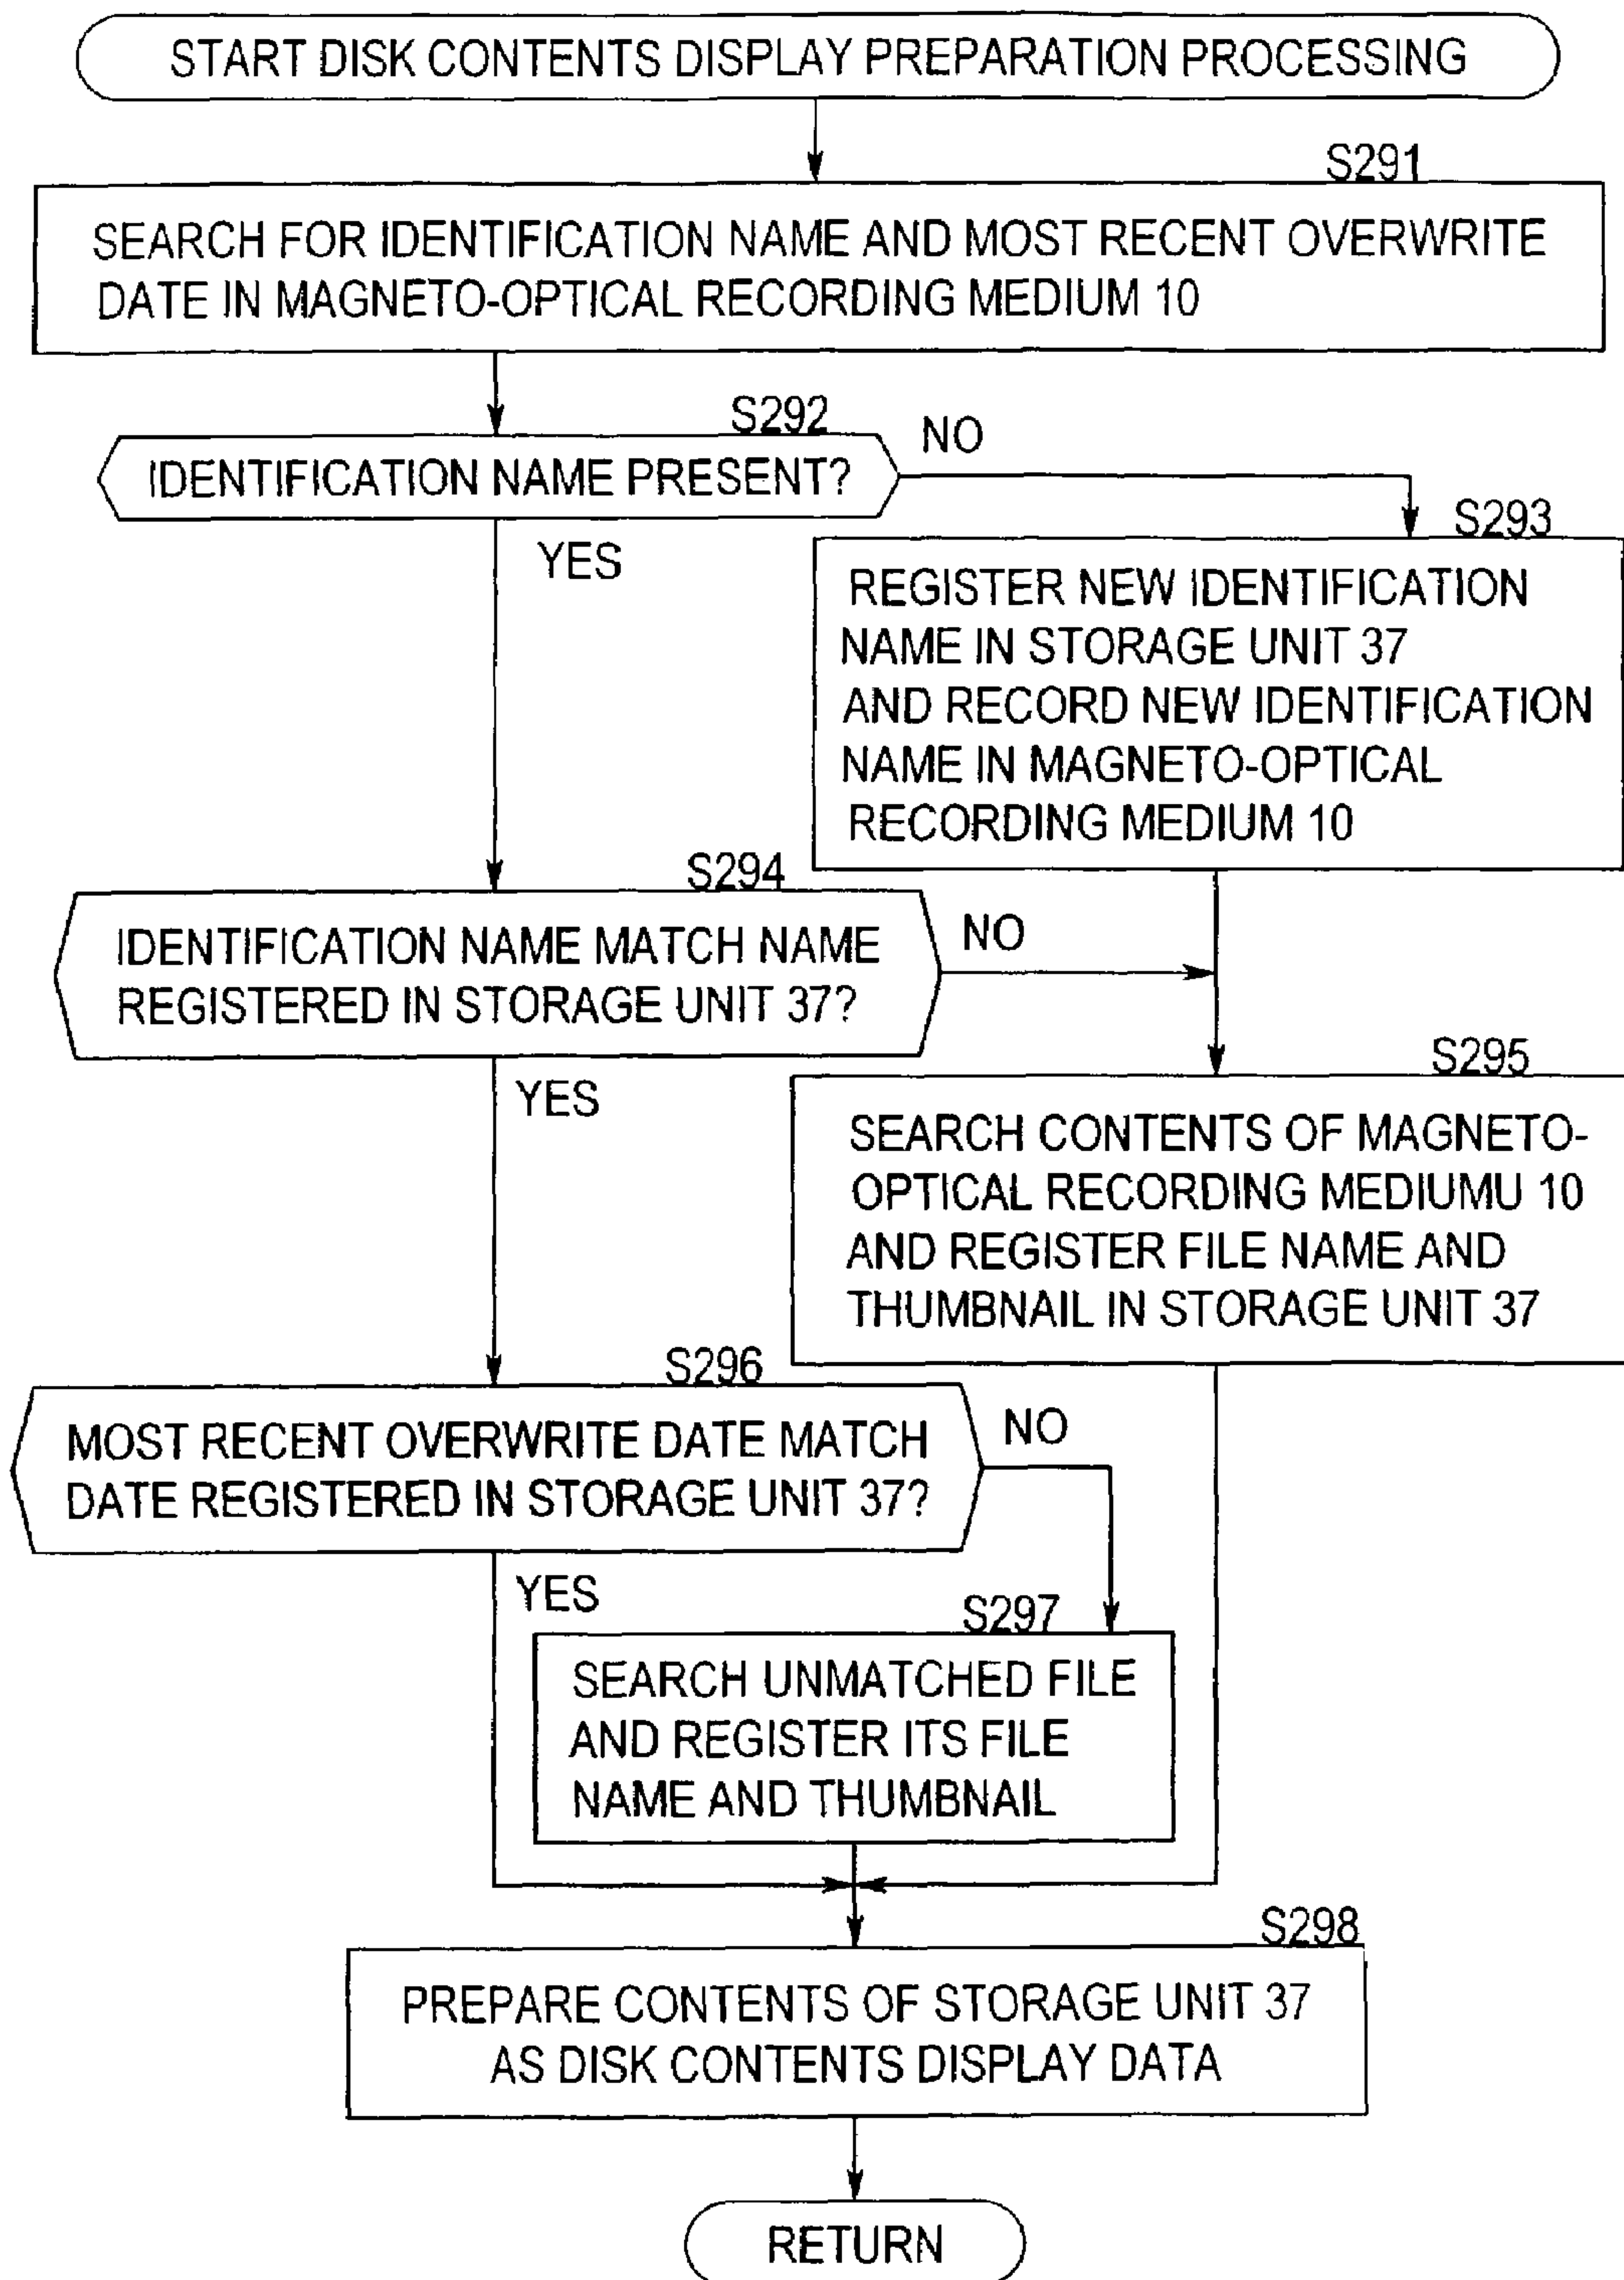 START DISK CONTENTS DISPLAY PREPARATION PROCESSING
S291
SEARCH FOR IDENTIFICATION NAME AND MOST RECENT OVERWRITE
DATE IN MAGNETO-OPTICAL RECORDING MEDIUM 10
S292
NO
IDENTIFICATION NAME PRESENT?
YES
S293
REGISTER NEW IDENTIFICATION
NAME IN STORAGE UNIT 37
AND RECORD NEW IDENTIFICATION
NAME IN MAGNETO-OPTICAL
RECORDING MEDIUM 10
S294
IDENTIFICATION NAME MATCH NAME
REGISTERED IN STORAGE UNIT 37?
NO
YES
S295
SEARCH CONTENTS OF MAGNETO-
OPTICAL RECORDING MEDIUMU 10
AND REGISTER FILE NAME AND
THUMBNAIL IN STORAGE UNIT 37
S296
MOST RECENT OVERWRITE DATE MATCH
DATE REGISTERED IN STORAGE UNIT 37?
NO
YES
S297
SEARCH UNMATCHED FILE
AND REGISTER ITS FILE
NAME AND THUMBNAIL
S298
PREPARE CONTENTS OF STORAGE UNIT 37
AS DISK CONTENTS DISPLAY DATA
RETURN